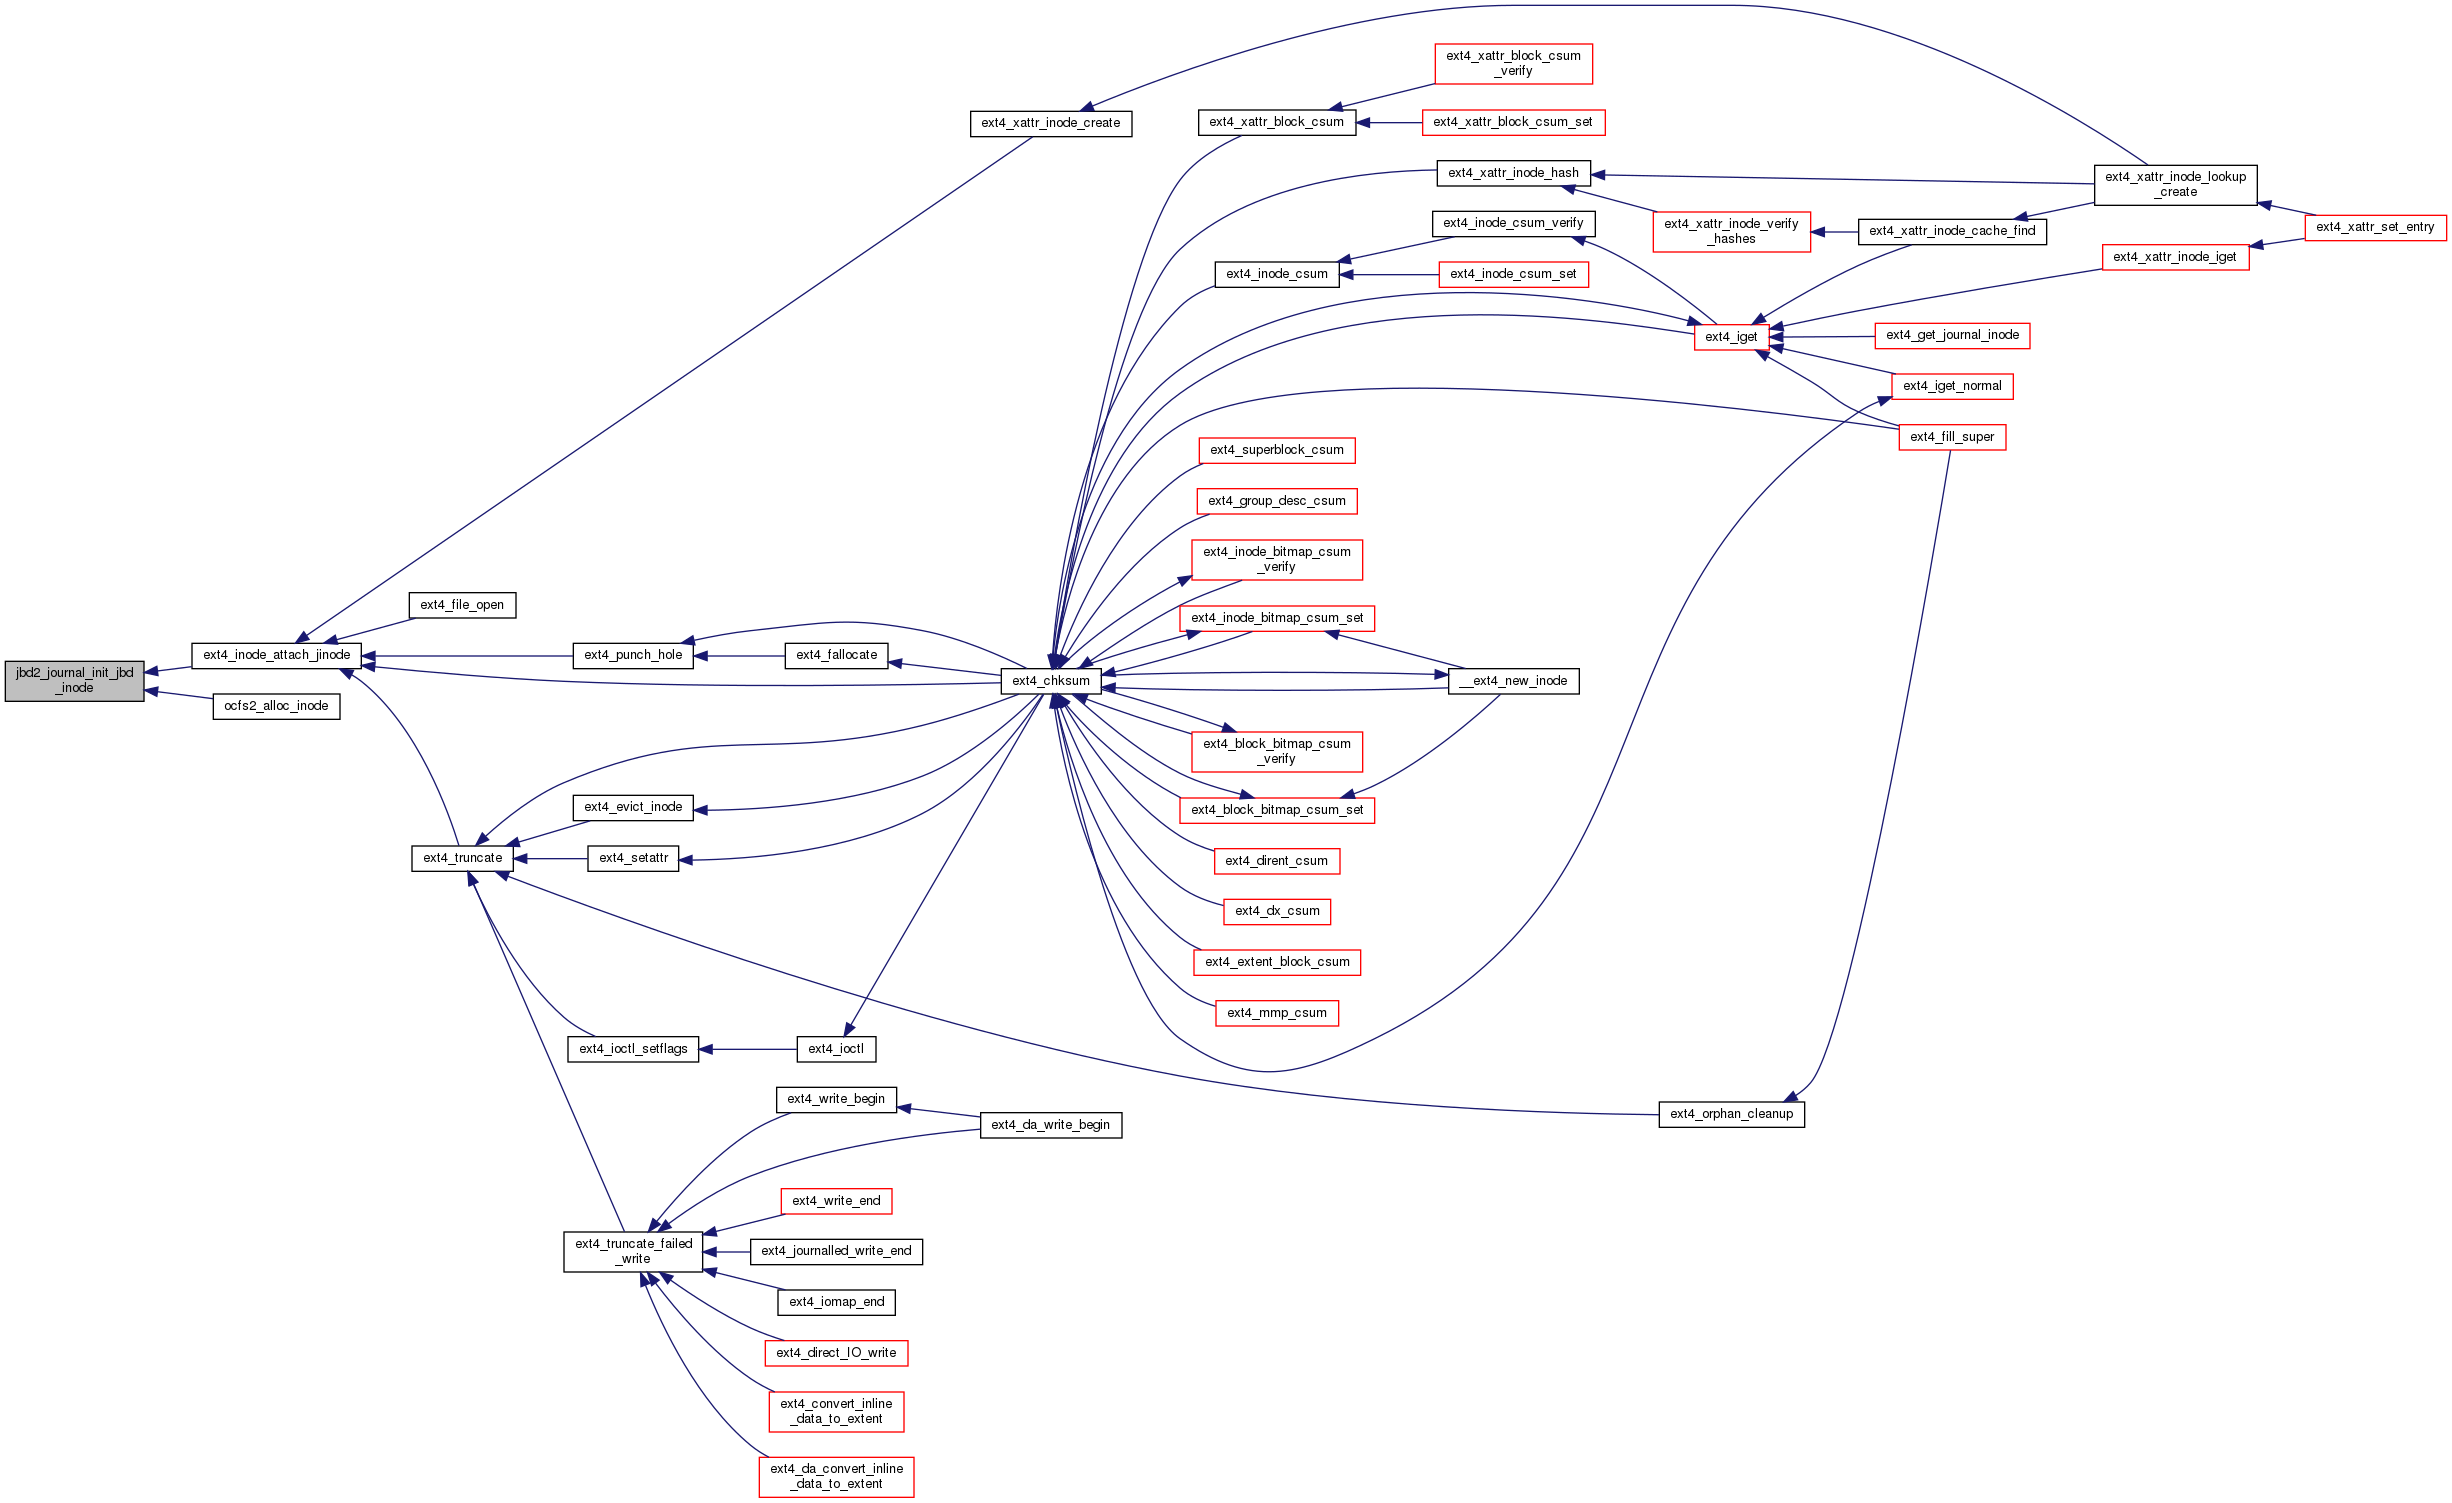 jbd2_journal_init_jbd
_inode
ext4_inode_attach_jinode
ocfs2_alloc_inode
ext4_file_open
ext4_truncate
ext4_punch_hole
ext4_evict_inode
ext4_setattr
ext4_ioctl_setflags
ext4_truncate_failed
_write
ext4_fallocate
ext4_ioctl
ext4_write_begin
ext4_da_write_begin
ext4_write_end
ext4_journalled_write_end
ext4_iomap_end
ext4_direct_IO_write
ext4_convert_inline
_data_to_extent
ext4_da_convert_inline
_data_to_extent
ext4_xattr_inode_create
ext4_chksum
ext4_xattr_block_csum
ext4_inode_csum
ext4_superblock_csum
ext4_group_desc_csum
ext4_inode_bitmap_csum
_verify
ext4_inode_bitmap_csum_set
ext4_block_bitmap_csum
_verify
ext4_block_bitmap_csum_set
ext4_dirent_csum
ext4_dx_csum
ext4_extent_block_csum
ext4_mmp_csum
ext4_xattr_block_csum
_verify
ext4_xattr_block_csum_set
ext4_xattr_inode_hash
ext4_inode_csum_verify
ext4_inode_csum_set
__ext4_new_inode
ext4_xattr_inode_verify
_hashes
ext4_iget
ext4_orphan_cleanup
ext4_xattr_inode_cache_find
ext4_get_journal_inode
ext4_iget_normal
ext4_fill_super
ext4_xattr_inode_lookup
_create
ext4_xattr_inode_iget
ext4_xattr_set_entry